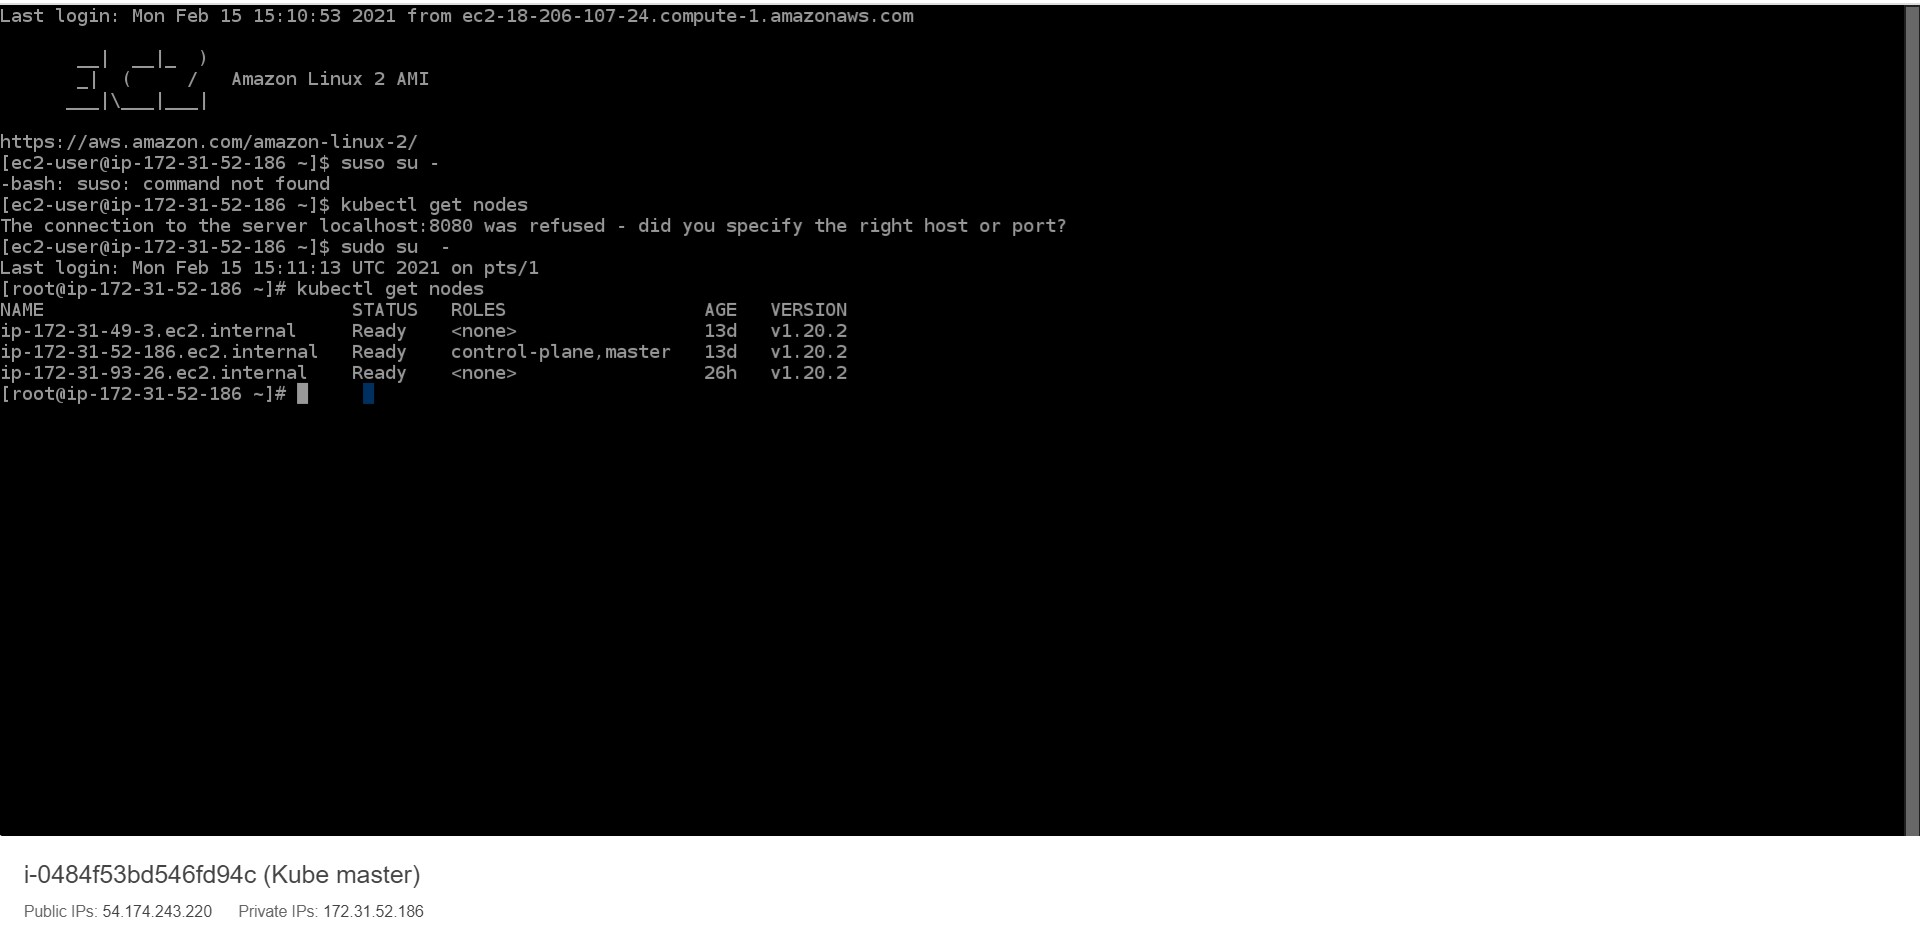 Last login: Mon Feb 15 15:10:53 2021 from ec2-18-206-107-24.compute-1.amazonaws.com
       __|  __|_  )
       _|  (     /   Amazon Linux 2 AMI
      ___|\___|___|
https://aws.amazon.com/amazon-linux-2/
[ec2-user@ip-172-31-52-186 ~]$ suso su -
-bash: suso: command not found
[ec2-user@ip-172-31-52-186 ~]$ kubectl get nodes
The connection to the server localhost:8080 was refused - did you specify the right host or port?
[ec2-user@ip-172-31-52-186 ~]$ sudo su  -
Last login: Mon Feb 15 15:11:13 UTC 2021 on pts/1
[root@ip-172-31-52-186 ~]# kubectl get nodes
NAME                            STATUS   ROLES                  AGE   VERSION
ip-172-31-49-3.ec2.internal     Ready    <none>                 13d   v1.20.2
ip-172-31-52-186.ec2.internal   Ready    control-plane,master   13d   v1.20.2
ip-172-31-93-26.ec2.internal    Ready    <none>                 26h   v1.20.2
[root@ip-172-31-52-186 ~]#
i-0484f53bd546fd94c (Kube master)
Public IPs: 54.174.243.220 Private IPs: 172.31.52.186